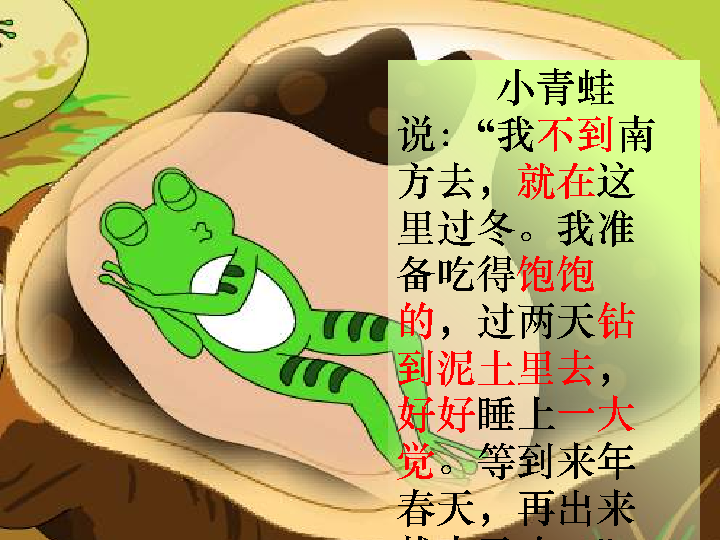 小青蛙
说：“我不到南
方去，就在这
里过冬。我准
备吃得饱饱
的，过两天钻
到泥土里去，
好好睡上一大
觉。等到来年
春天，再出来